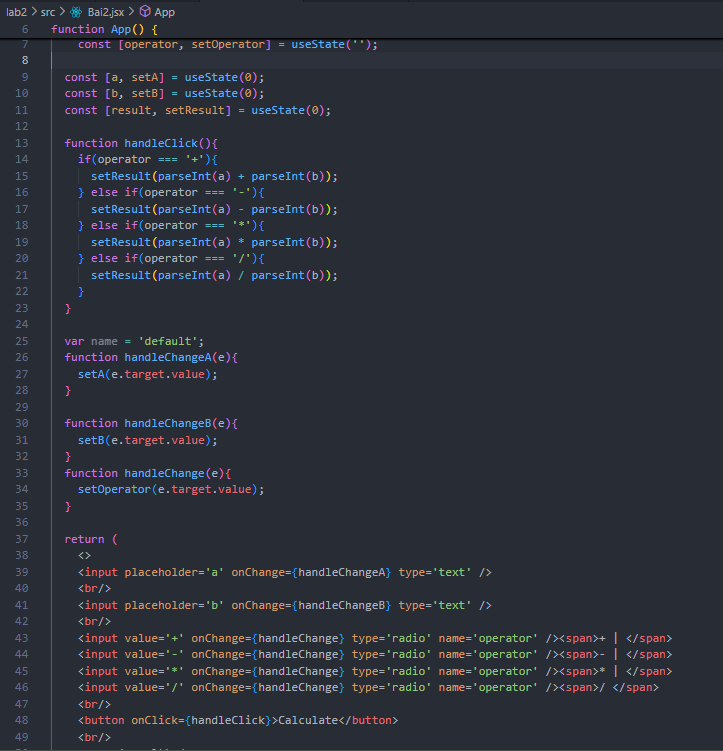 lab2 > src > Bai2.jsx > App
6 function App() {
7 const [operator, setOperator] = useState('');
8
9 const [a, setA] = useState(0);
10 const [b, setB] = useState(0);
11 const [result, setResult] = useState(0);
12
13 function handleClick(){
14 if(operator === '+'){
15 setResult(parseInt(a) + parseInt(b));
16 } else if(operator === '-'){
17 setResult(parseInt(a) - parseInt(b));
18 } else if(operator === '*'){
19 setResult(parseInt(a) * parseInt(b));
20 } else if(operator === '/'){
21 setResult(parseInt(a) / parseInt(b));
22 }
23 }
24
25 var name = 'default';
26 function handleChangeA(e){
27 setA(e.target.value);
28 }
29
30 function handleChangeB(e){
31 setB(e.target.value);
32 }
33 function handleChange(e){
34 setOperator(e.target.value);
35 }
36
37 return (
38 <>
39 <input placeholder='a' onChange={handleChangeA} type='text' />
40 <br/>
41 <input placeholder='b' onChange={handleChangeB} type='text' />
42 <br/>
43 <input value='+' onChange={handleChange} type='radio' name='operator' /><span>+ | </span>
44 <input value='-' onChange={handleChange} type='radio' name='operator' /><span>- | </span>
45 <input value='*' onChange={handleChange} type='radio' name='operator' /><span>* | </span>
46 <input value='/' onChange={handleChange} type='radio' name='operator' /><span>/ </span>
47 <br/>
48 <button onClick={handleClick}>Calculate</button>
49 <br/>